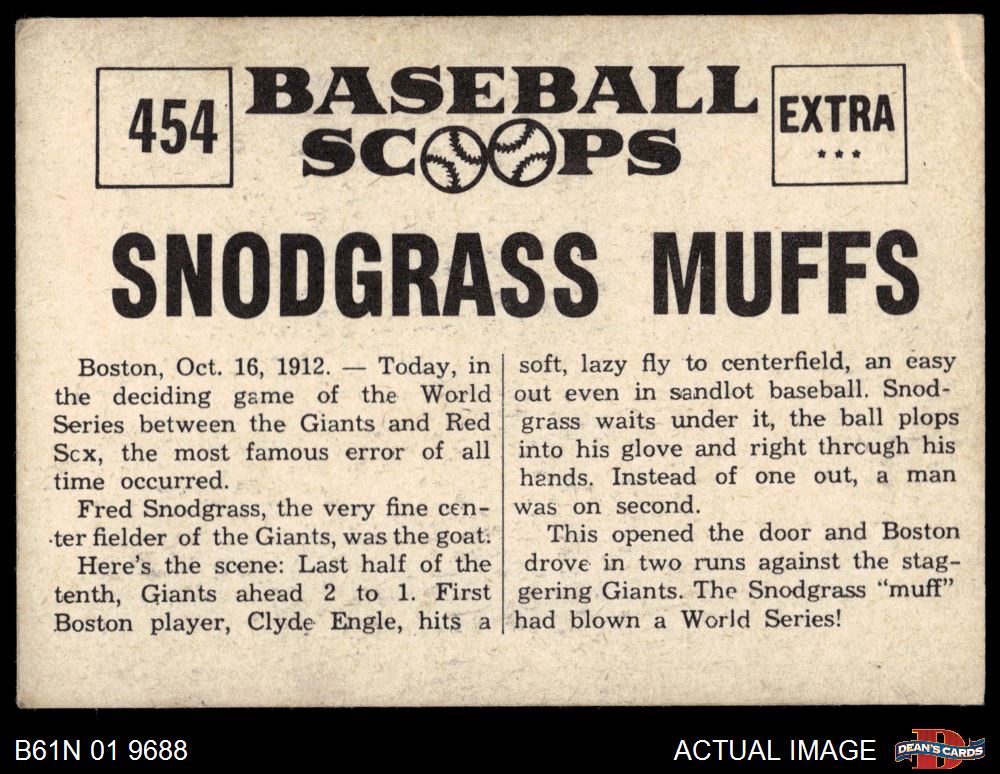 454
BASEBALL
SCOOPS
EXTRA
***
SNODGRASS MUFFS
Boston, Oct. 16, 1912. — Today, in
the deciding game of the World
Series between the Giants and Red
Sox, the most famous error of all
time occurred.
Fred Snodgrass, the very fine cen-
ter fielder of the Giants, was the goat.
Here's the scene: Last half of the
tenth, Giants ahead 2 to 1. First
Boston player, Clyde Engle, hits a
soft, lazy fly to centerfield, an easy
out even in sandlot baseball. Snod-
grass waits under it, the ball plops
into his glove and right through his
hands. Instead of one out, a man
was on second.
This opened the door and Boston
drove in two runs against the stag-
gering Giants. The Snodgrass "muff"
had blown a World Series!
B61N 01 9688
ACTUAL IMAGE
DEAN'S CARDS